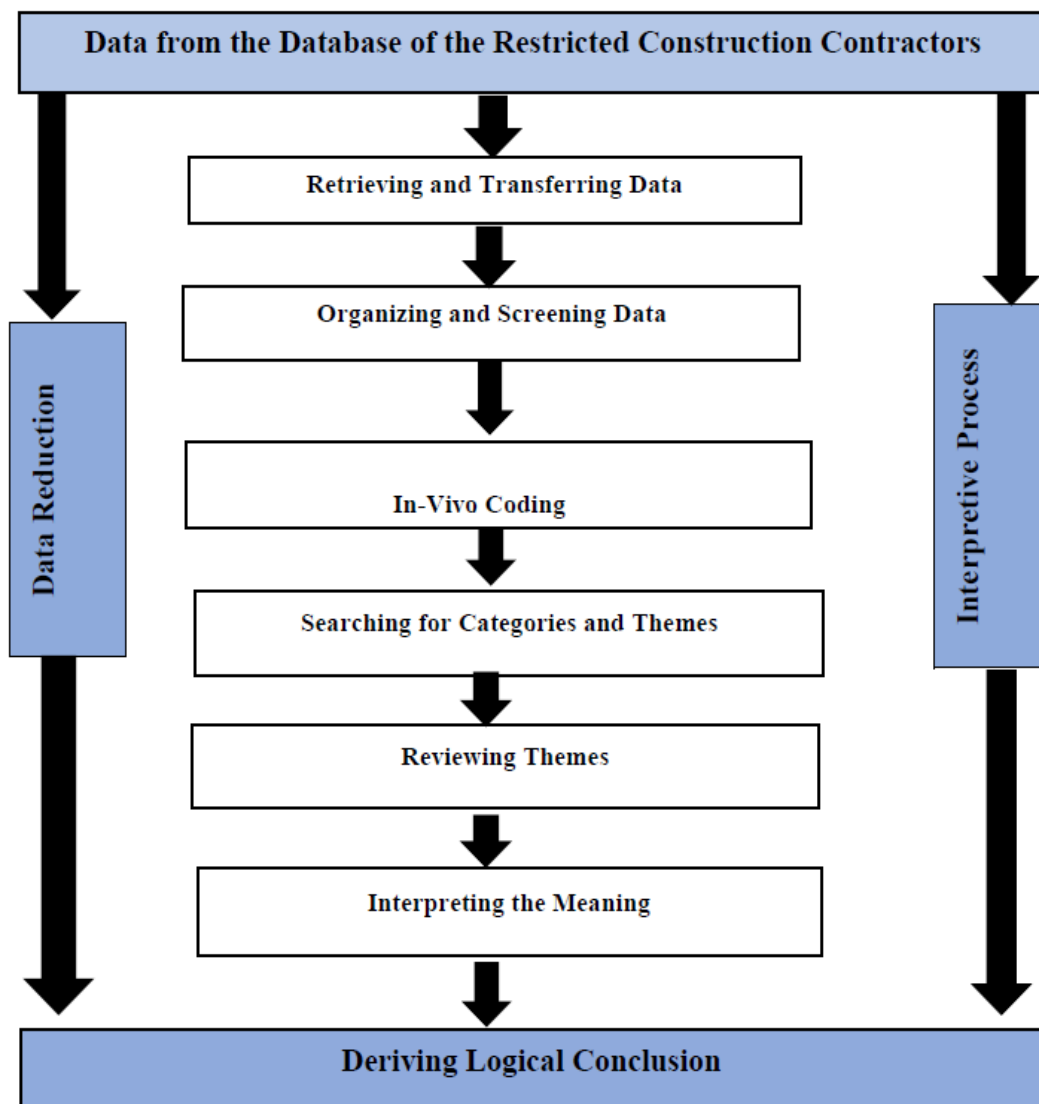 Data from the Database of the Restricted Construction Contractors
Retrieving and Transferring Data
Organizing and Screening Data
Data Reduction
Interpretive Process
In-Vivo Coding
Searching for Categories and Themes
Reviewing Themes
Interpreting the Meaning
Deriving Logical Conclusion